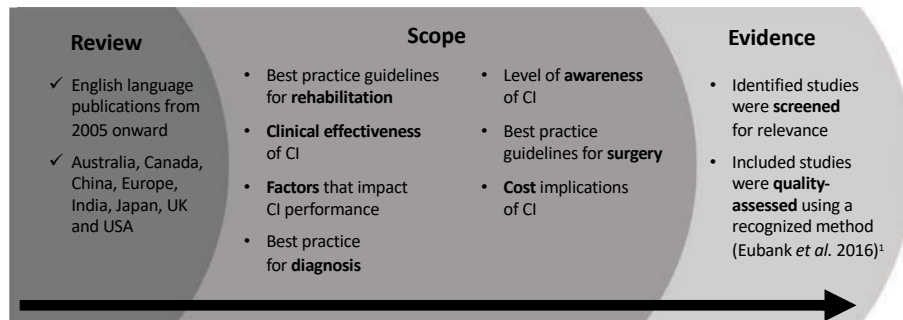 Review
✓ English language
publications from
2005 onward
✓ Australia, Canada,
China, Europe,
India, Japan, UK
and USA
Scope
• Best practice guidelines
for rehabilitation
• Clinical effectiveness
of CI
• Factors that impact
CI performance
• Best practice
for diagnosis
• Level of awareness
of CI
• Best practice
guidelines for surgery
• Cost implications
of CI
Evidence
• Identified studies
were screened
for relevance
• Included studies
were quality-
assessed using a
recognized method
(Eubank et al. 2016)¹